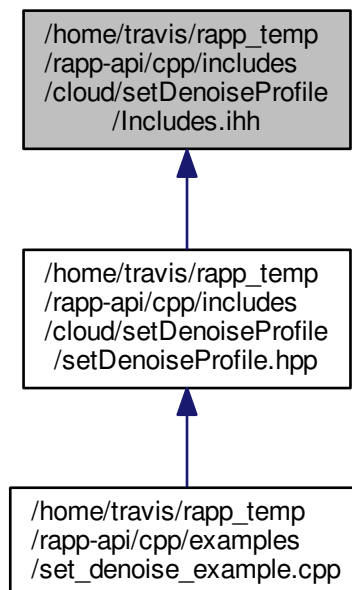 /home/travis/rapp_temp
/rapp-api/cpp/includes
/cloud/setDenoiseProfile
/Includes.ihh
/home/travis/rapp_temp
/rapp-api/cpp/includes
/cloud/setDenoiseProfile
/setDenoiseProfile.hpp
/home/travis/rapp_temp
/rapp-api/cpp/examples
/set_denoise_example.cpp